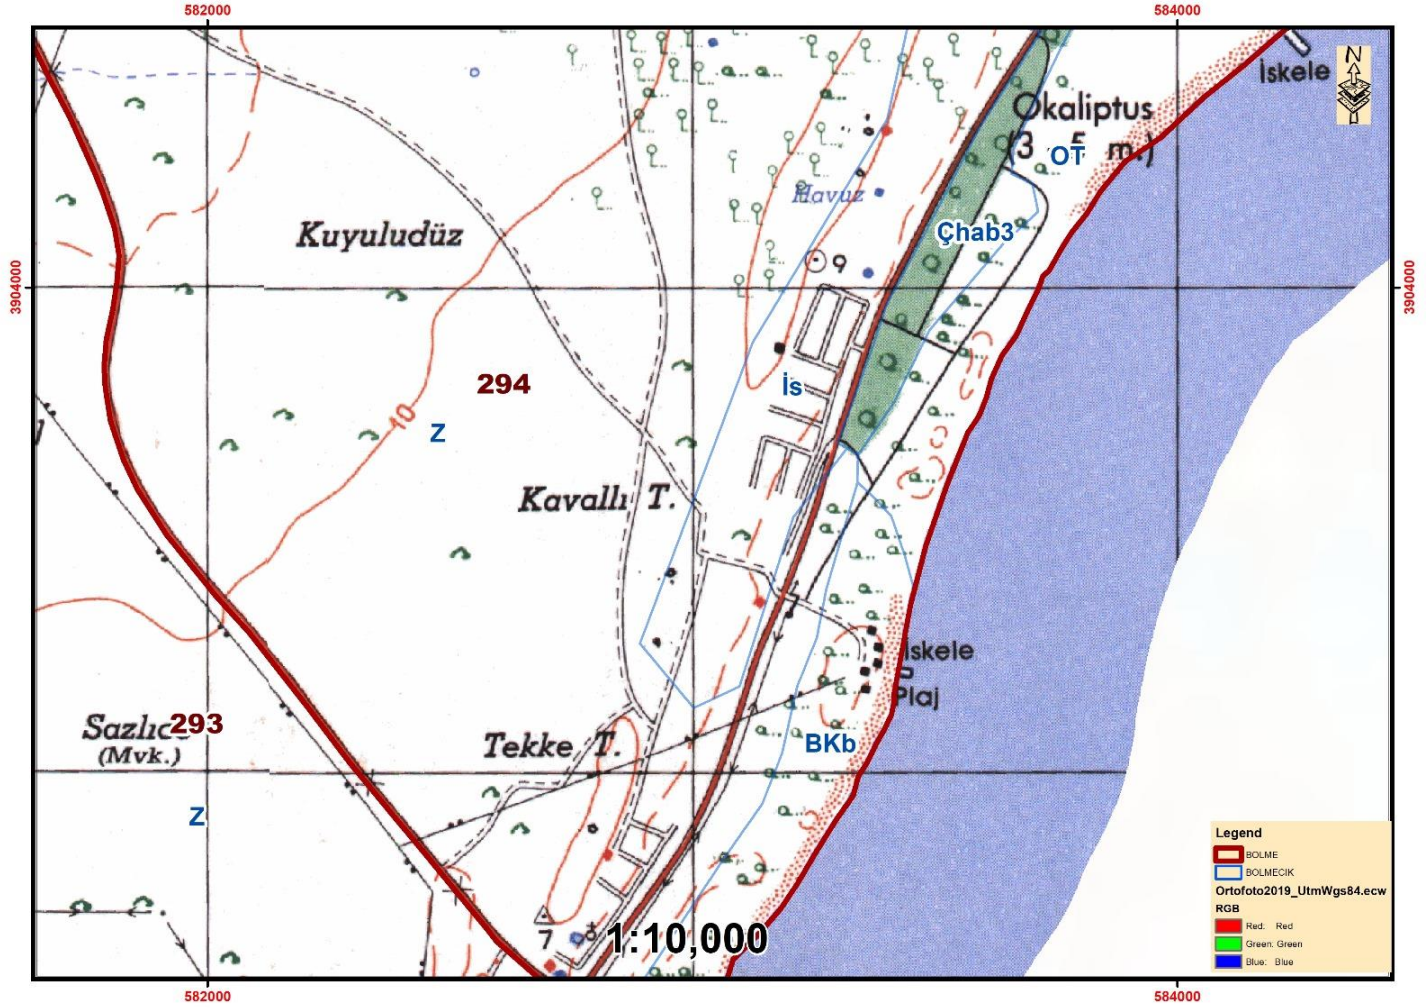 582000
584000
İskele
N
Okaliptus
(3 5 m.)
OT
Havuz
Çhab3
Kuyuludüz
9
3904000
3904000
294
İs
10
Z
Kavallı T.
İskele
Plaj
293
(Mvk.)
Tekke T.
BKb
Z
7
1:10,000
Legend
BOLME
BOLMECIK
Ortofoto2019_UtmWgs84.ecw
RGB
Red: Red
Green: Green
Blue: Blue
582000
584000